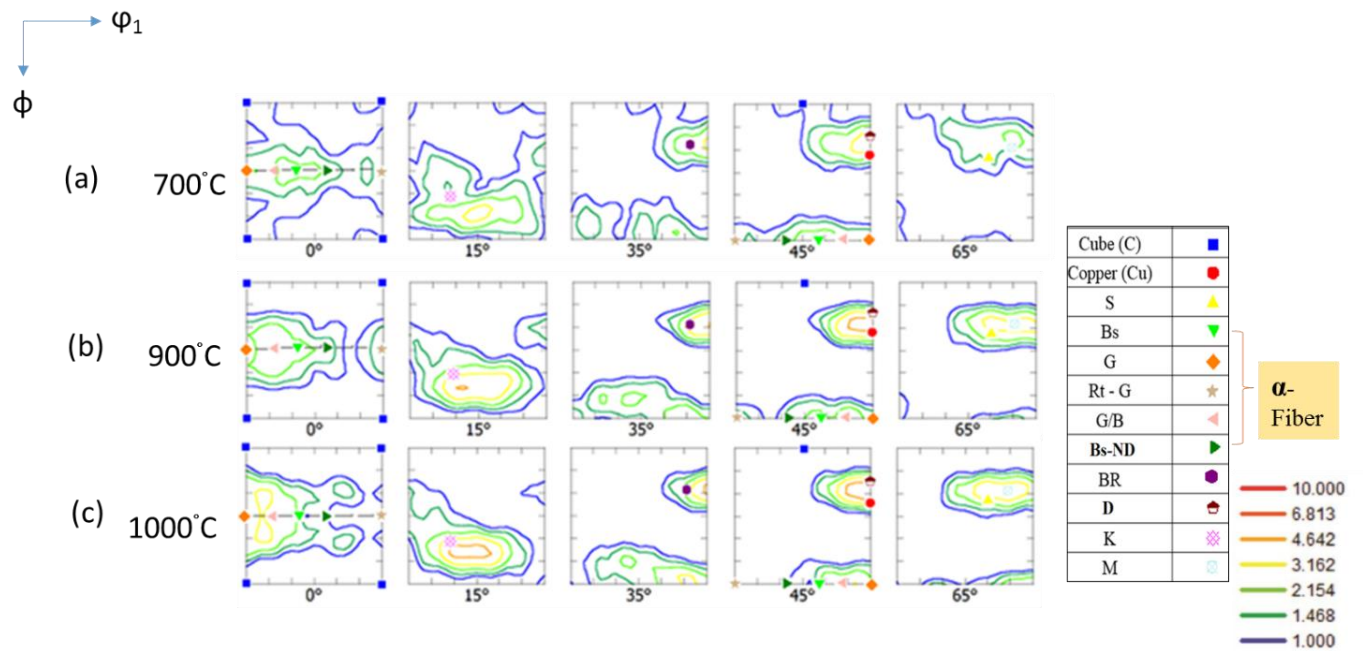 φ₁
ϕ
(a) 700°C
0° 15° 35° 45° 65°
(b) 900°C
0° 15° 35° 45° 65°
(c) 1000°C
0° 15° 35° 45° 65°
Cube (C)
Copper (Cu)
S
Bs
G
Rt - G
G/B
Bs-ND
BR
D
K
M
α-
Fiber
10.000
6.813
4.642
3.162
2.154
1.468
1.000